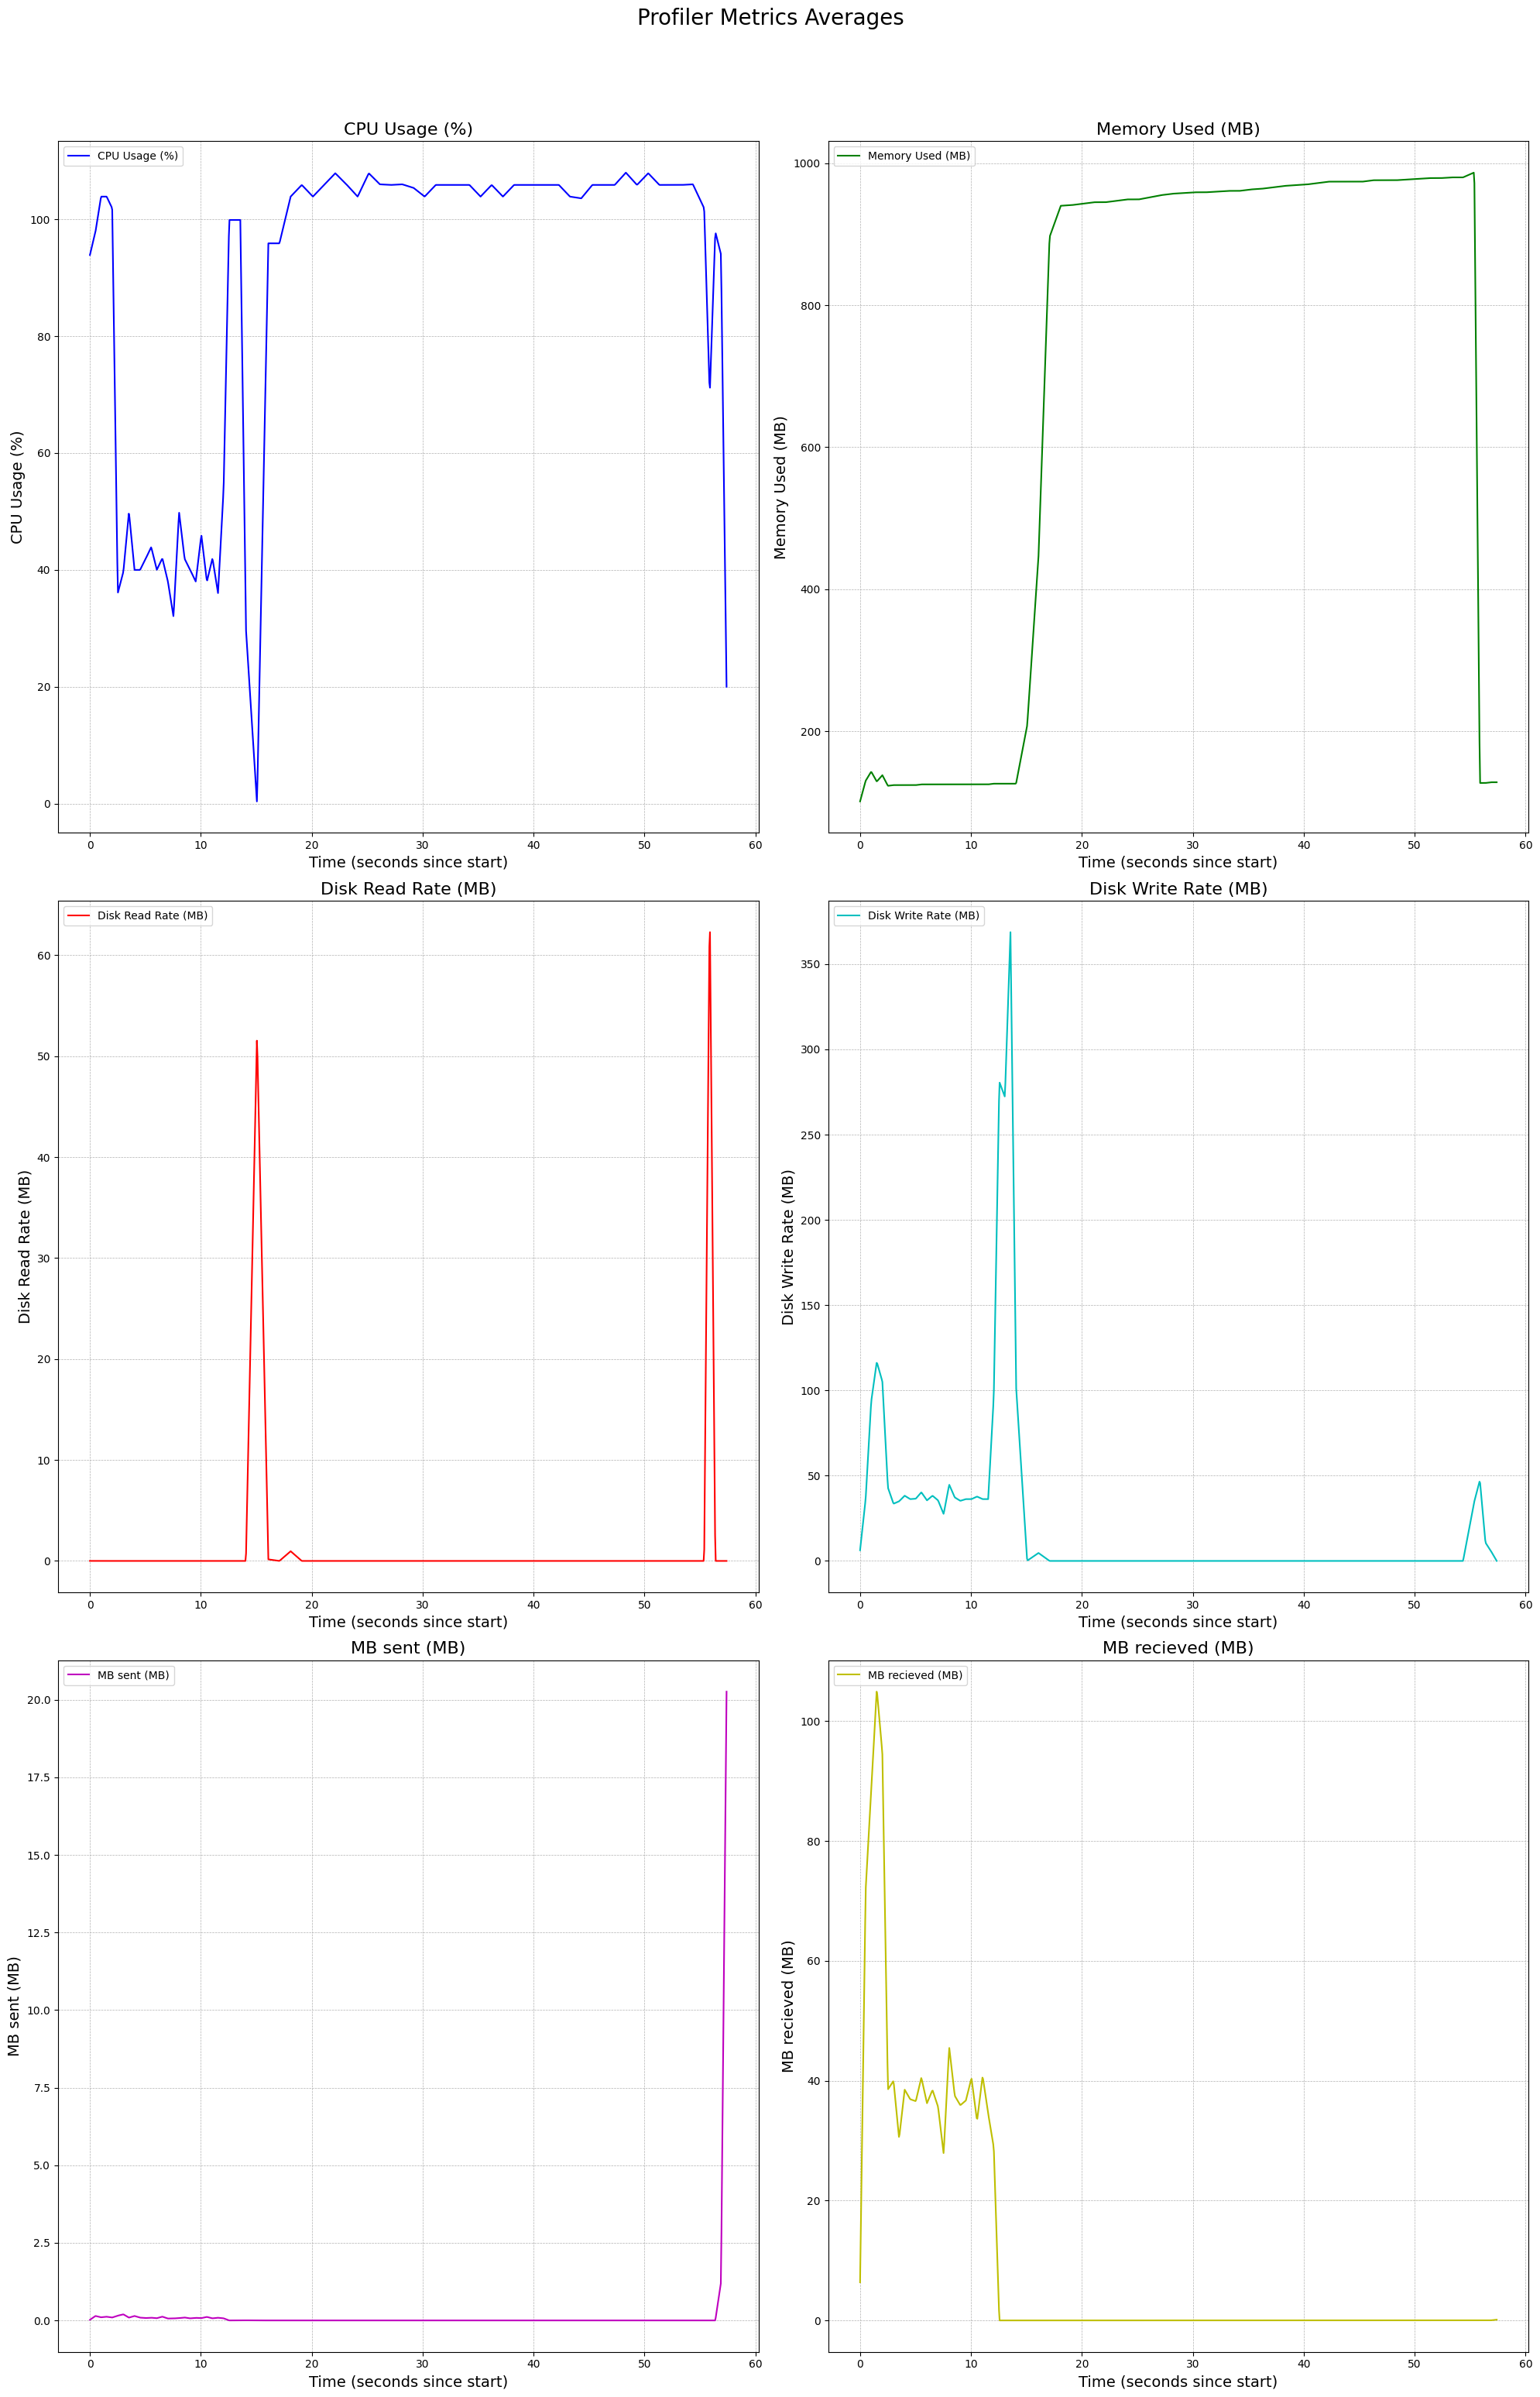 Profiler Metrics Averages
CPU Usage (%)
CPU Usage (%)
CPU Usage (%)
100
80
60
40
20
0
0 10 20 30 40 50 60
Time (seconds since start)
Memory Used (MB)
Memory Used (MB)
Memory Used (MB)
1000
800
600
400
200
0 10 20 30 40 50 60
Time (seconds since start)
Disk Read Rate (MB)
Disk Read Rate (MB)
Disk Read Rate (MB)
60
50
40
30
20
10
0
0 10 20 30 40 50 60
Time (seconds since start)
Disk Write Rate (MB)
Disk Write Rate (MB)
Disk Write Rate (MB)
350
300
250
200
150
100
50
0
0 10 20 30 40 50 60
Time (seconds since start)
MB sent (MB)
MB sent (MB)
MB sent (MB)
20.0
17.5
15.0
12.5
10.0
7.5
5.0
2.5
0.0
0 10 20 30 40 50 60
Time (seconds since start)
MB recieved (MB)
MB recieved (MB)
MB recieved (MB)
100
80
60
40
20
0
0 10 20 30 40 50 60
Time (seconds since start)